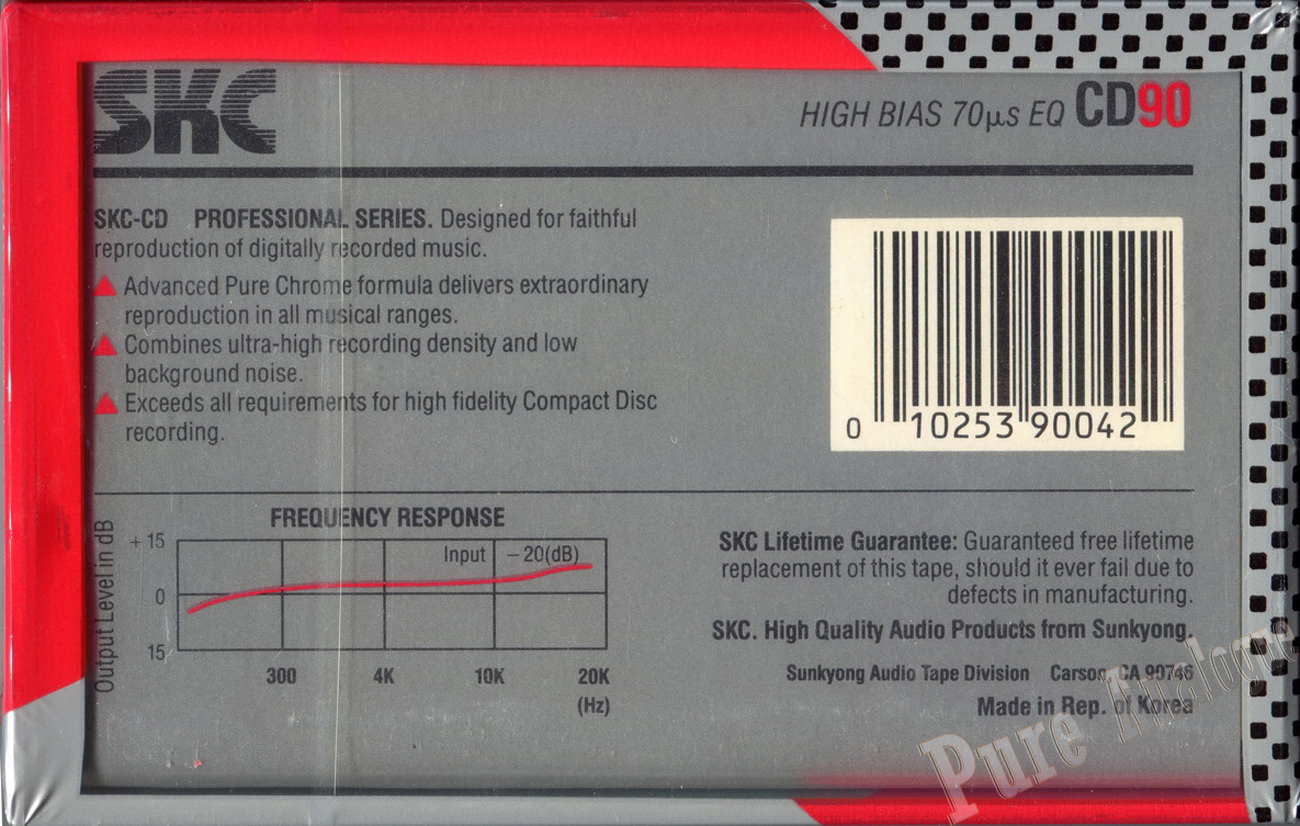 SKC
HIGH BIAS 70µs EQ CD90
SKC-CD PROFESSIONAL SERIES. Designed for faithful
reproduction of digitally recorded music.
Advanced Pure Chrome formula delivers extraordinary
reproduction in all musical ranges.
Combines ultra-high recording density and low
background noise.
Exceeds all requirements for high fidelity Compact Disc
recording.
0 10253 90042
FREQUENCY RESPONSE
Output Level in dB
+15
Input -20(dB)
0
15
300 4K 10K 20K
(Hz)
SKC Lifetime Guarantee: Guaranteed free lifetime
replacement of this tape, should it ever fail due to
defects in manufacturing.
SKC. High Quality Audio Products from Sunkyong.
Sunkyong Audio Tape Division Carson, CA 90746
Made in Rep. of Korea
Pure Analogue